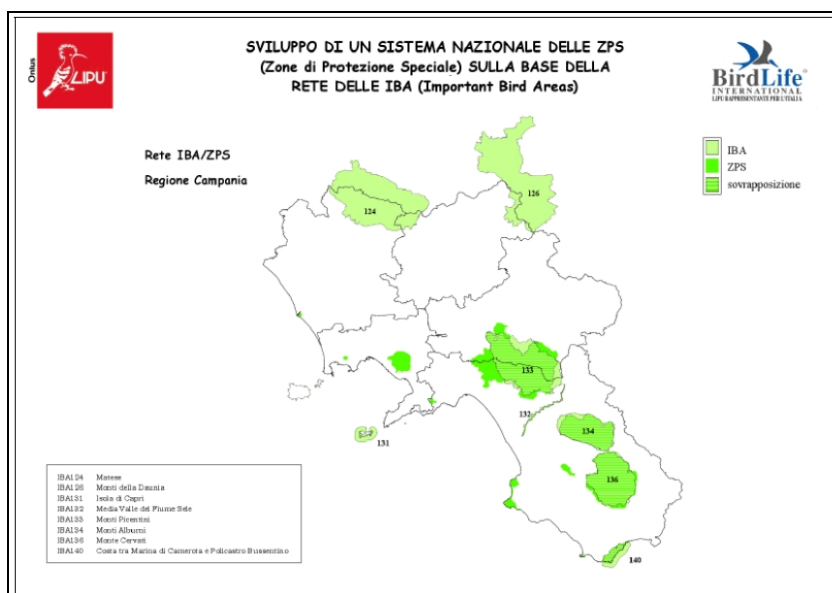 Onlus
LIPU
SVILUPPO DI UN SISTEMA NAZIONALE DELLE ZPS
(Zone di Protezione Speciale) SULLA BASE DELLA
RETE DELLE IBA (Important Bird Areas)
BirdLife
INTERNATIONAL
LIPU RAPPRESENTANTE PER L'ITALIA
Rete IBA/ZPS
Regione Campania
IBA
ZPS
sovrapposizione
124
126
133
132
134
131
136
140
IBA124 Matese
IBA126 Monti della Daunia
IBA131 Isola di Capri
IBA132 Media Valle del Fiume Sele
IBA133 Monti Picentini
IBA134 Monti Alburni
IBA136 Monte Cervati
IBA140 Costa tra Marina di Camerota e Policastro Bussentino